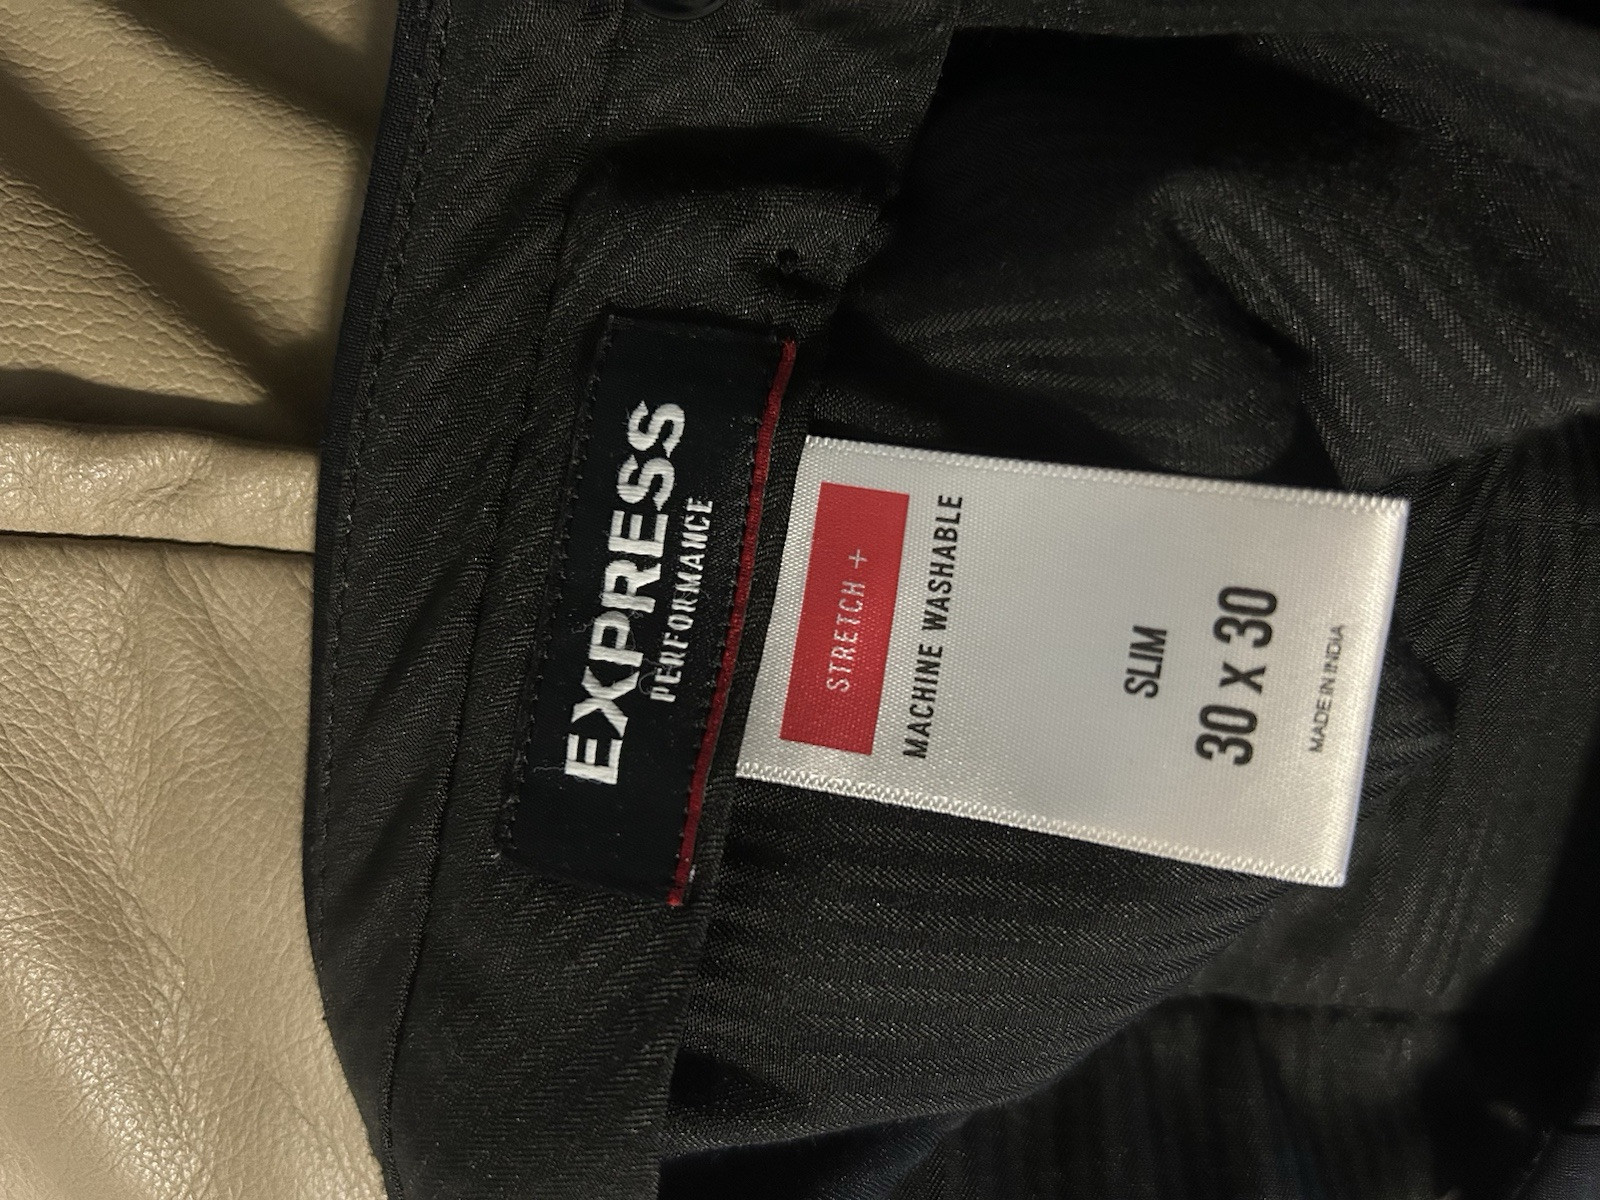 EXPRESS
PERFORMANCE
STRETCH +
MACHINE WASHABLE
SLIM
30 x 30
MADE IN INDIA